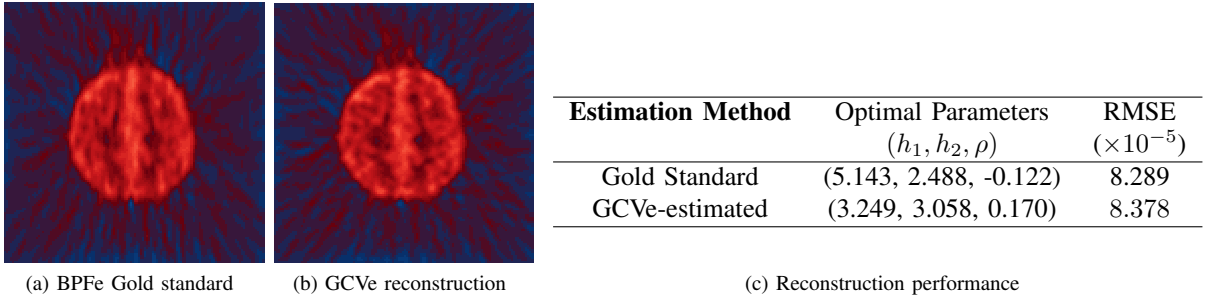 Estimation Method Optimal Parameters RMSE
(h₁, h₂, ρ) (×10⁻⁵)
Gold Standard (5.143, 2.488, -0.122) 8.289
GCVe-estimated (3.249, 3.058, 0.170) 8.378
(a) BPFe Gold standard (b) GCVe reconstruction (c) Reconstruction performance